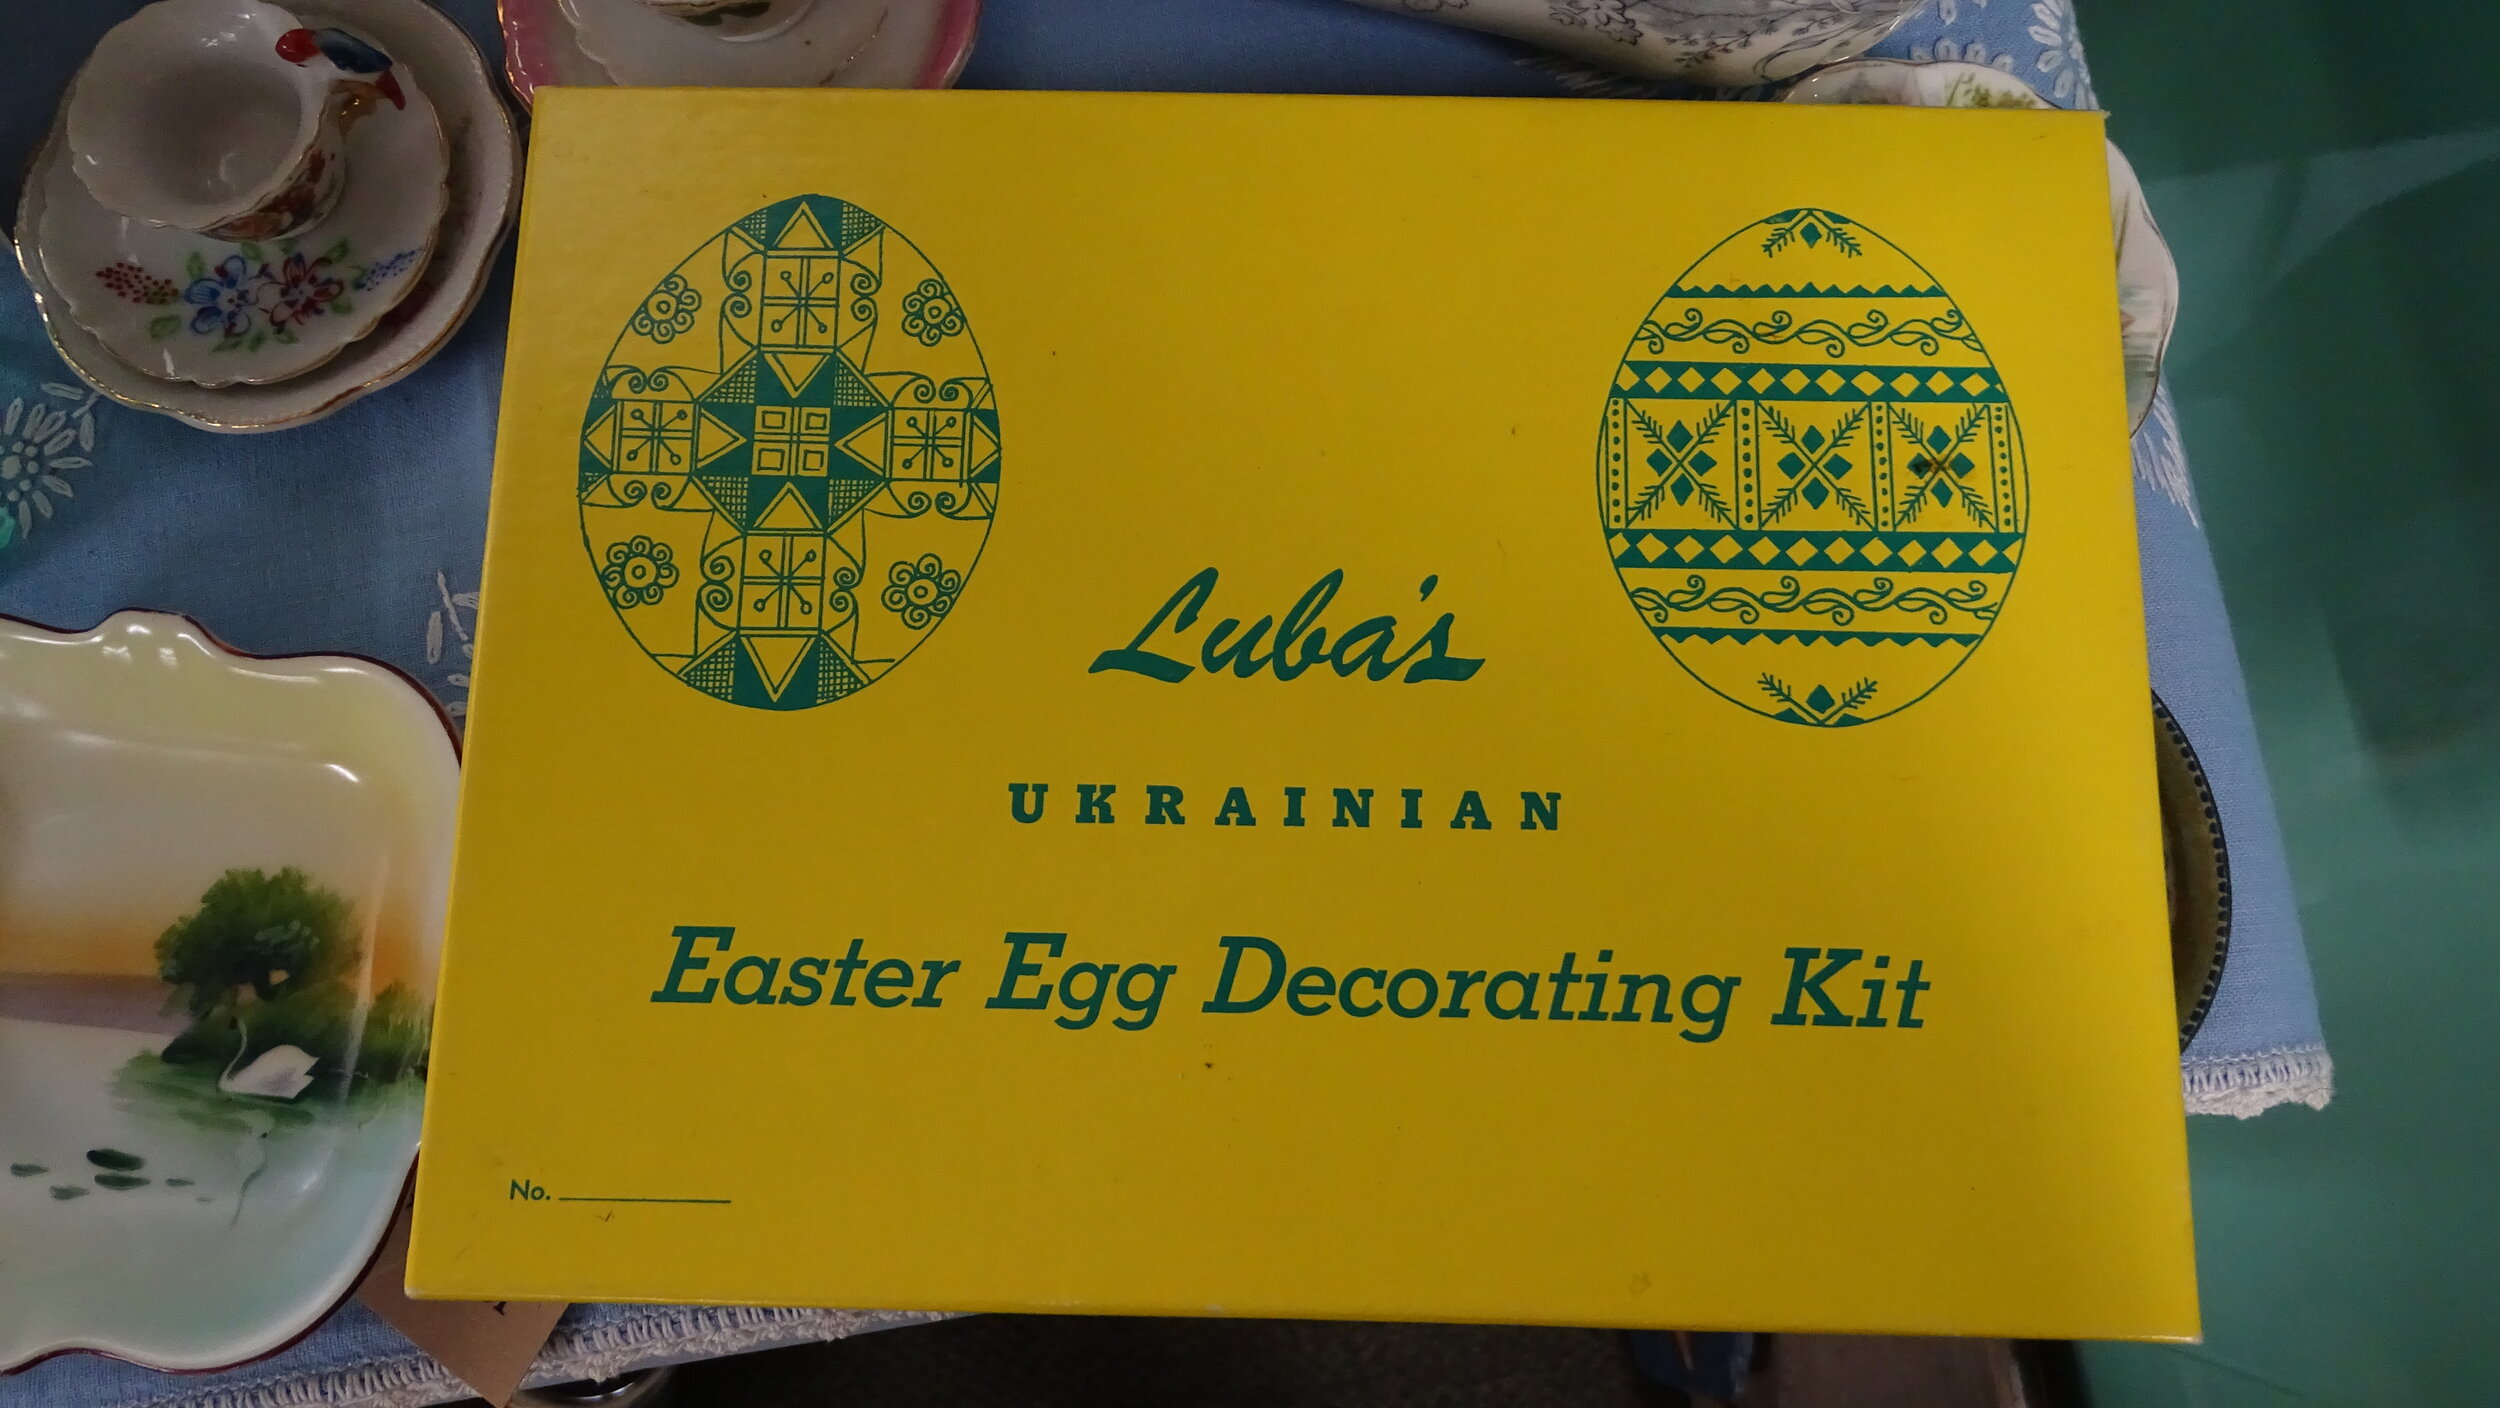 Luba's
UKRAINIAN
Easter Egg Decorating Kit
No.